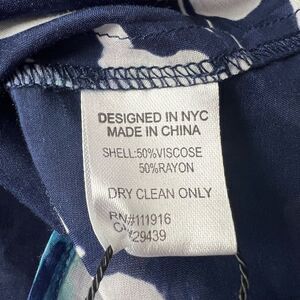 DESIGNED IN NYC
MADE IN CHINA
SHELL:50%VISCOSE
50%RAYON
DRY CLEAN ONLY
RN#111916
29439